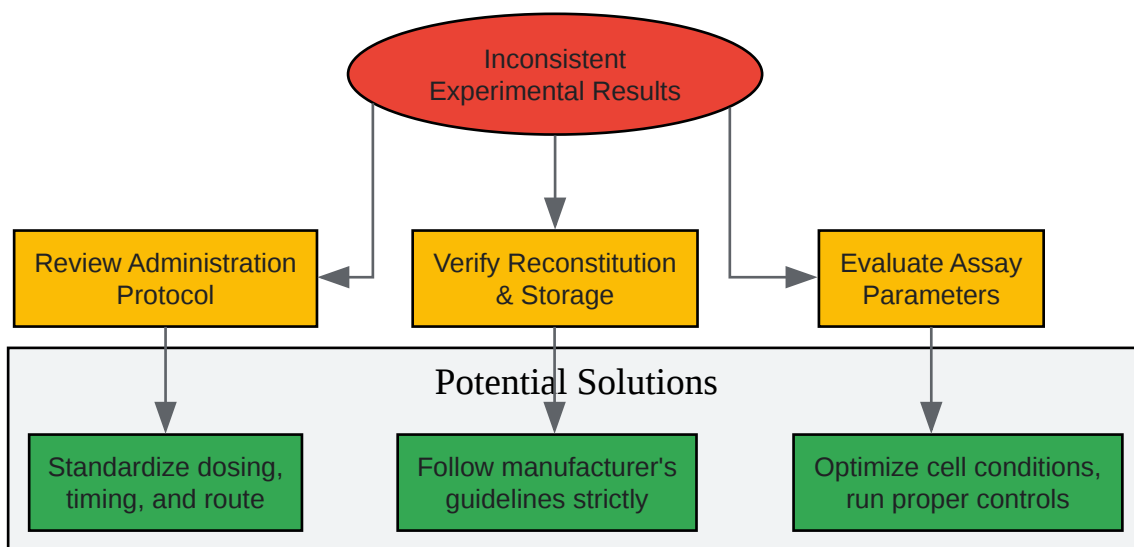 Inconsistent
Experimental Results
Review Administration
Protocol
Verify Reconstitution
& Storage
Evaluate Assay
Parameters
Potential Solutions
Standardize dosing,
timing, and route
Follow manufacturer's
guidelines strictly
Optimize cell conditions,
run proper controls